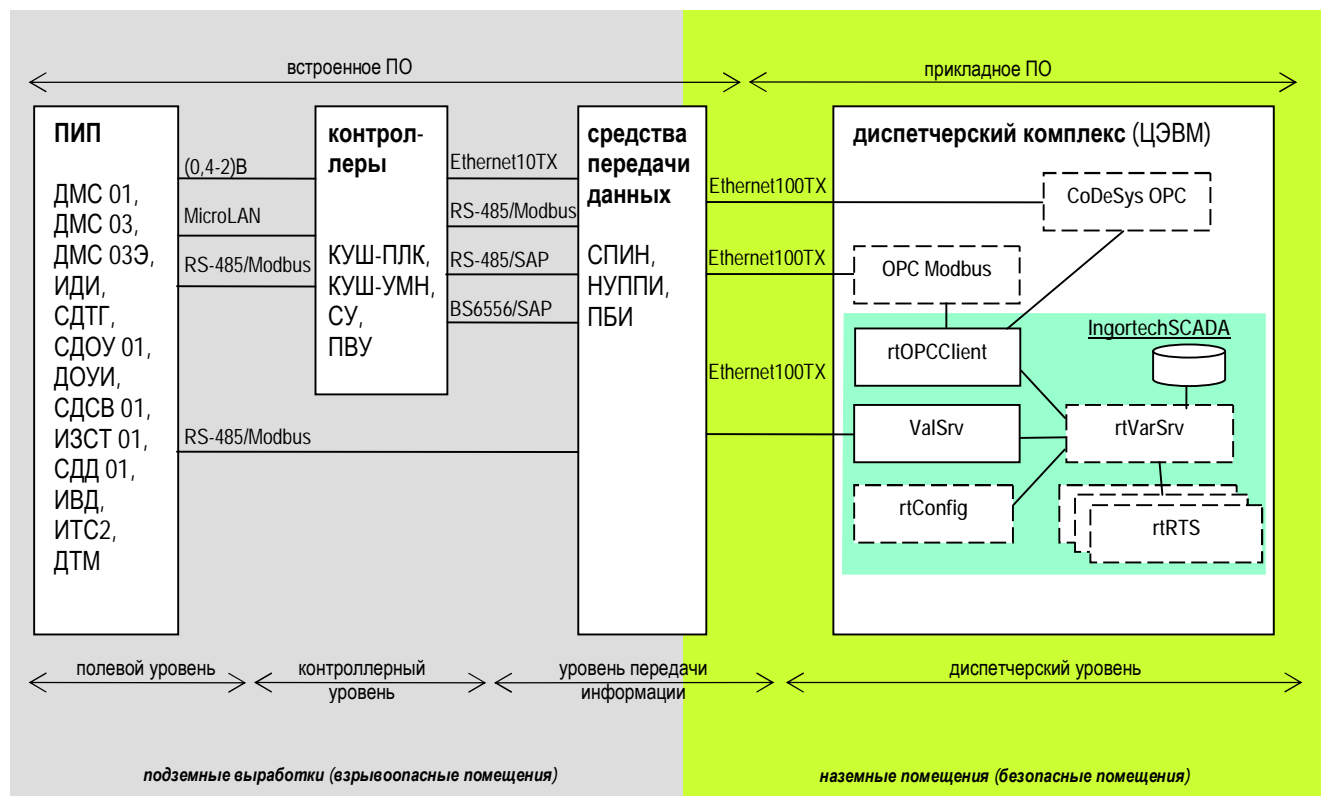 встроенное ПО
прикладное ПО
ПИП
ДМС 01,
ДМС 03,
ДМС 03Э,
ИДИ,
СДТГ,
СДОУ 01,
ДОУИ,
СДСВ 01,
ИЗСТ 01,
СДД 01,
ИВД,
ИТС2,
ДТМ
(0,4-2)В
MicroLAN
RS-485/Modbus
RS-485/Modbus
контрол-
леры
КУШ-ПЛК,
КУШ-УМН,
СУ,
ПВУ
Ethernet10TX
RS-485/Modbus
RS-485/SAP
BS6556/SAP
средства
передачи
данных
СПИН,
НУППИ,
ПБИ
Ethernet100TX
Ethernet100TX
Ethernet100TX
диспетчерский комплекс (ЦЭВМ)
CoDeSys OPC
OPC Modbus
IngortechSCADA
rtOPCClient
ValSrv
rtVarSrv
rtConfig
rtRTS
полевой уровень
контроллерный
уровень
уровень передачи
информации
диспетчерский уровень
подземные выработки (взрывоопасные помещения)
наземные помещения (безопасные помещения)